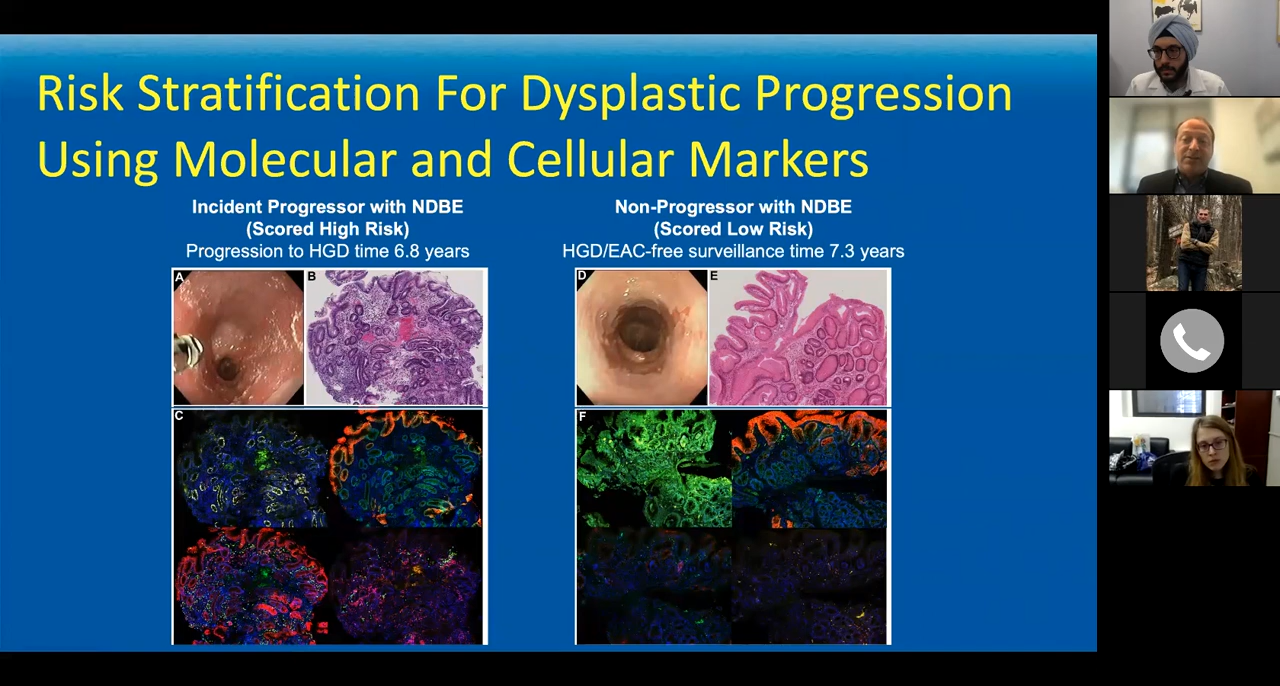 Risk Stratification For Dysplastic Progression
Using Molecular and Cellular Markers
Incident Progressor with NDBE
(Scored High Risk)
Progression to HGD time 6.8 years
Non-Progressor with NDBE
(Scored Low Risk)
HGD/EAC-free surveillance time 7.3 years
A
B
D
E
C
F